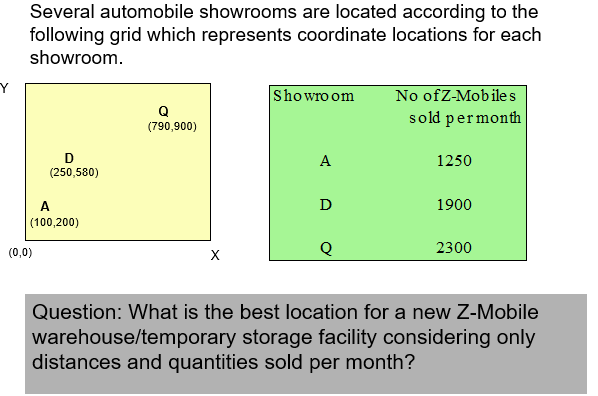 Several automobile showrooms are located according to the
following grid which represents coordinate locations for each
showroom.
Y
Q
(790,900)
D
(250,580)
A
(100,200)
(0,0)
X
Showroom No of Z-Mobiles
sold per month
A 1250
D 1900
Q 2300
Question: What is the best location for a new Z-Mobile
warehouse/temporary storage facility considering only
distances and quantities sold per month?